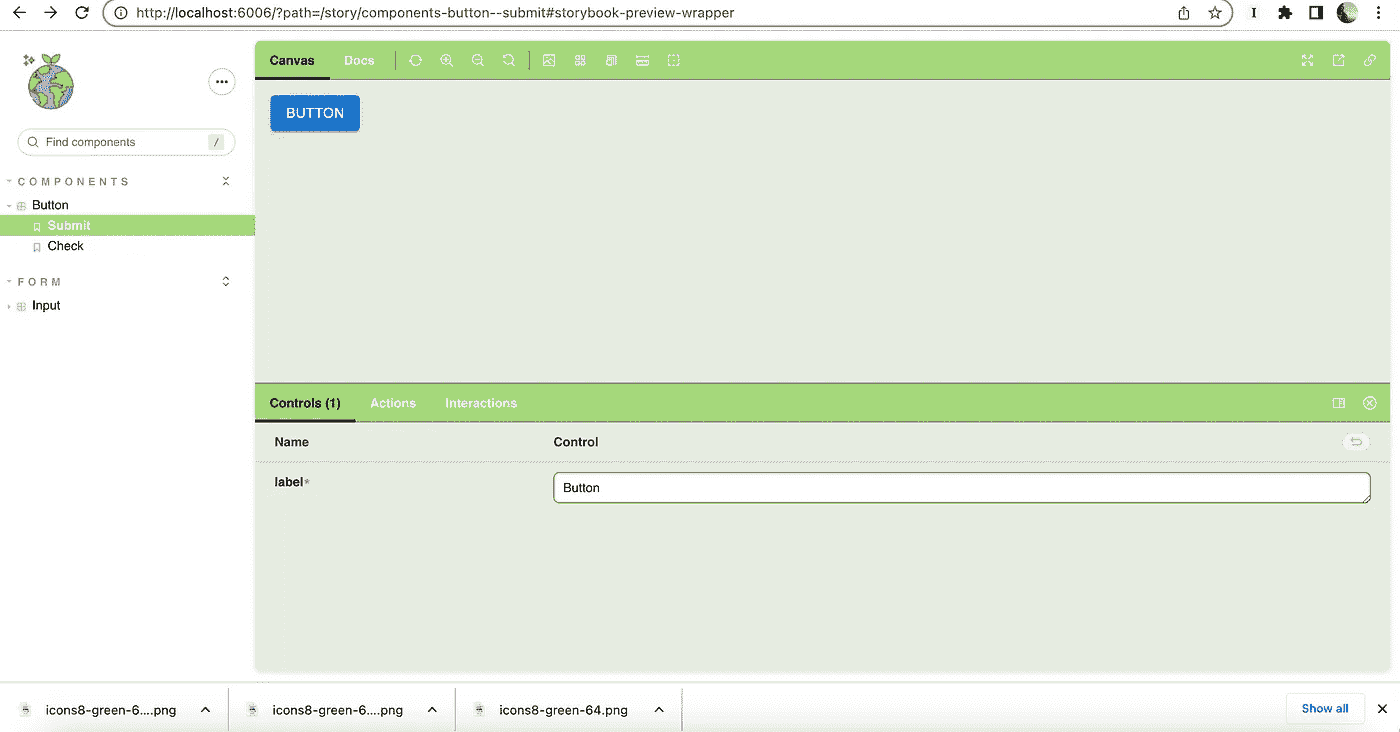 http://localhost:6006/?path=/story/components-button--submit#storybook-preview-wrapper
I
Canvas Docs
BUTTON
Find components /
COMPONENTS
Button
Submit
Check
FORM
Input
Controls (1) Actions Interactions
Name Control
label* Button
icons8-green-6....png icons8-green-6....png icons8-green-64.png Show all